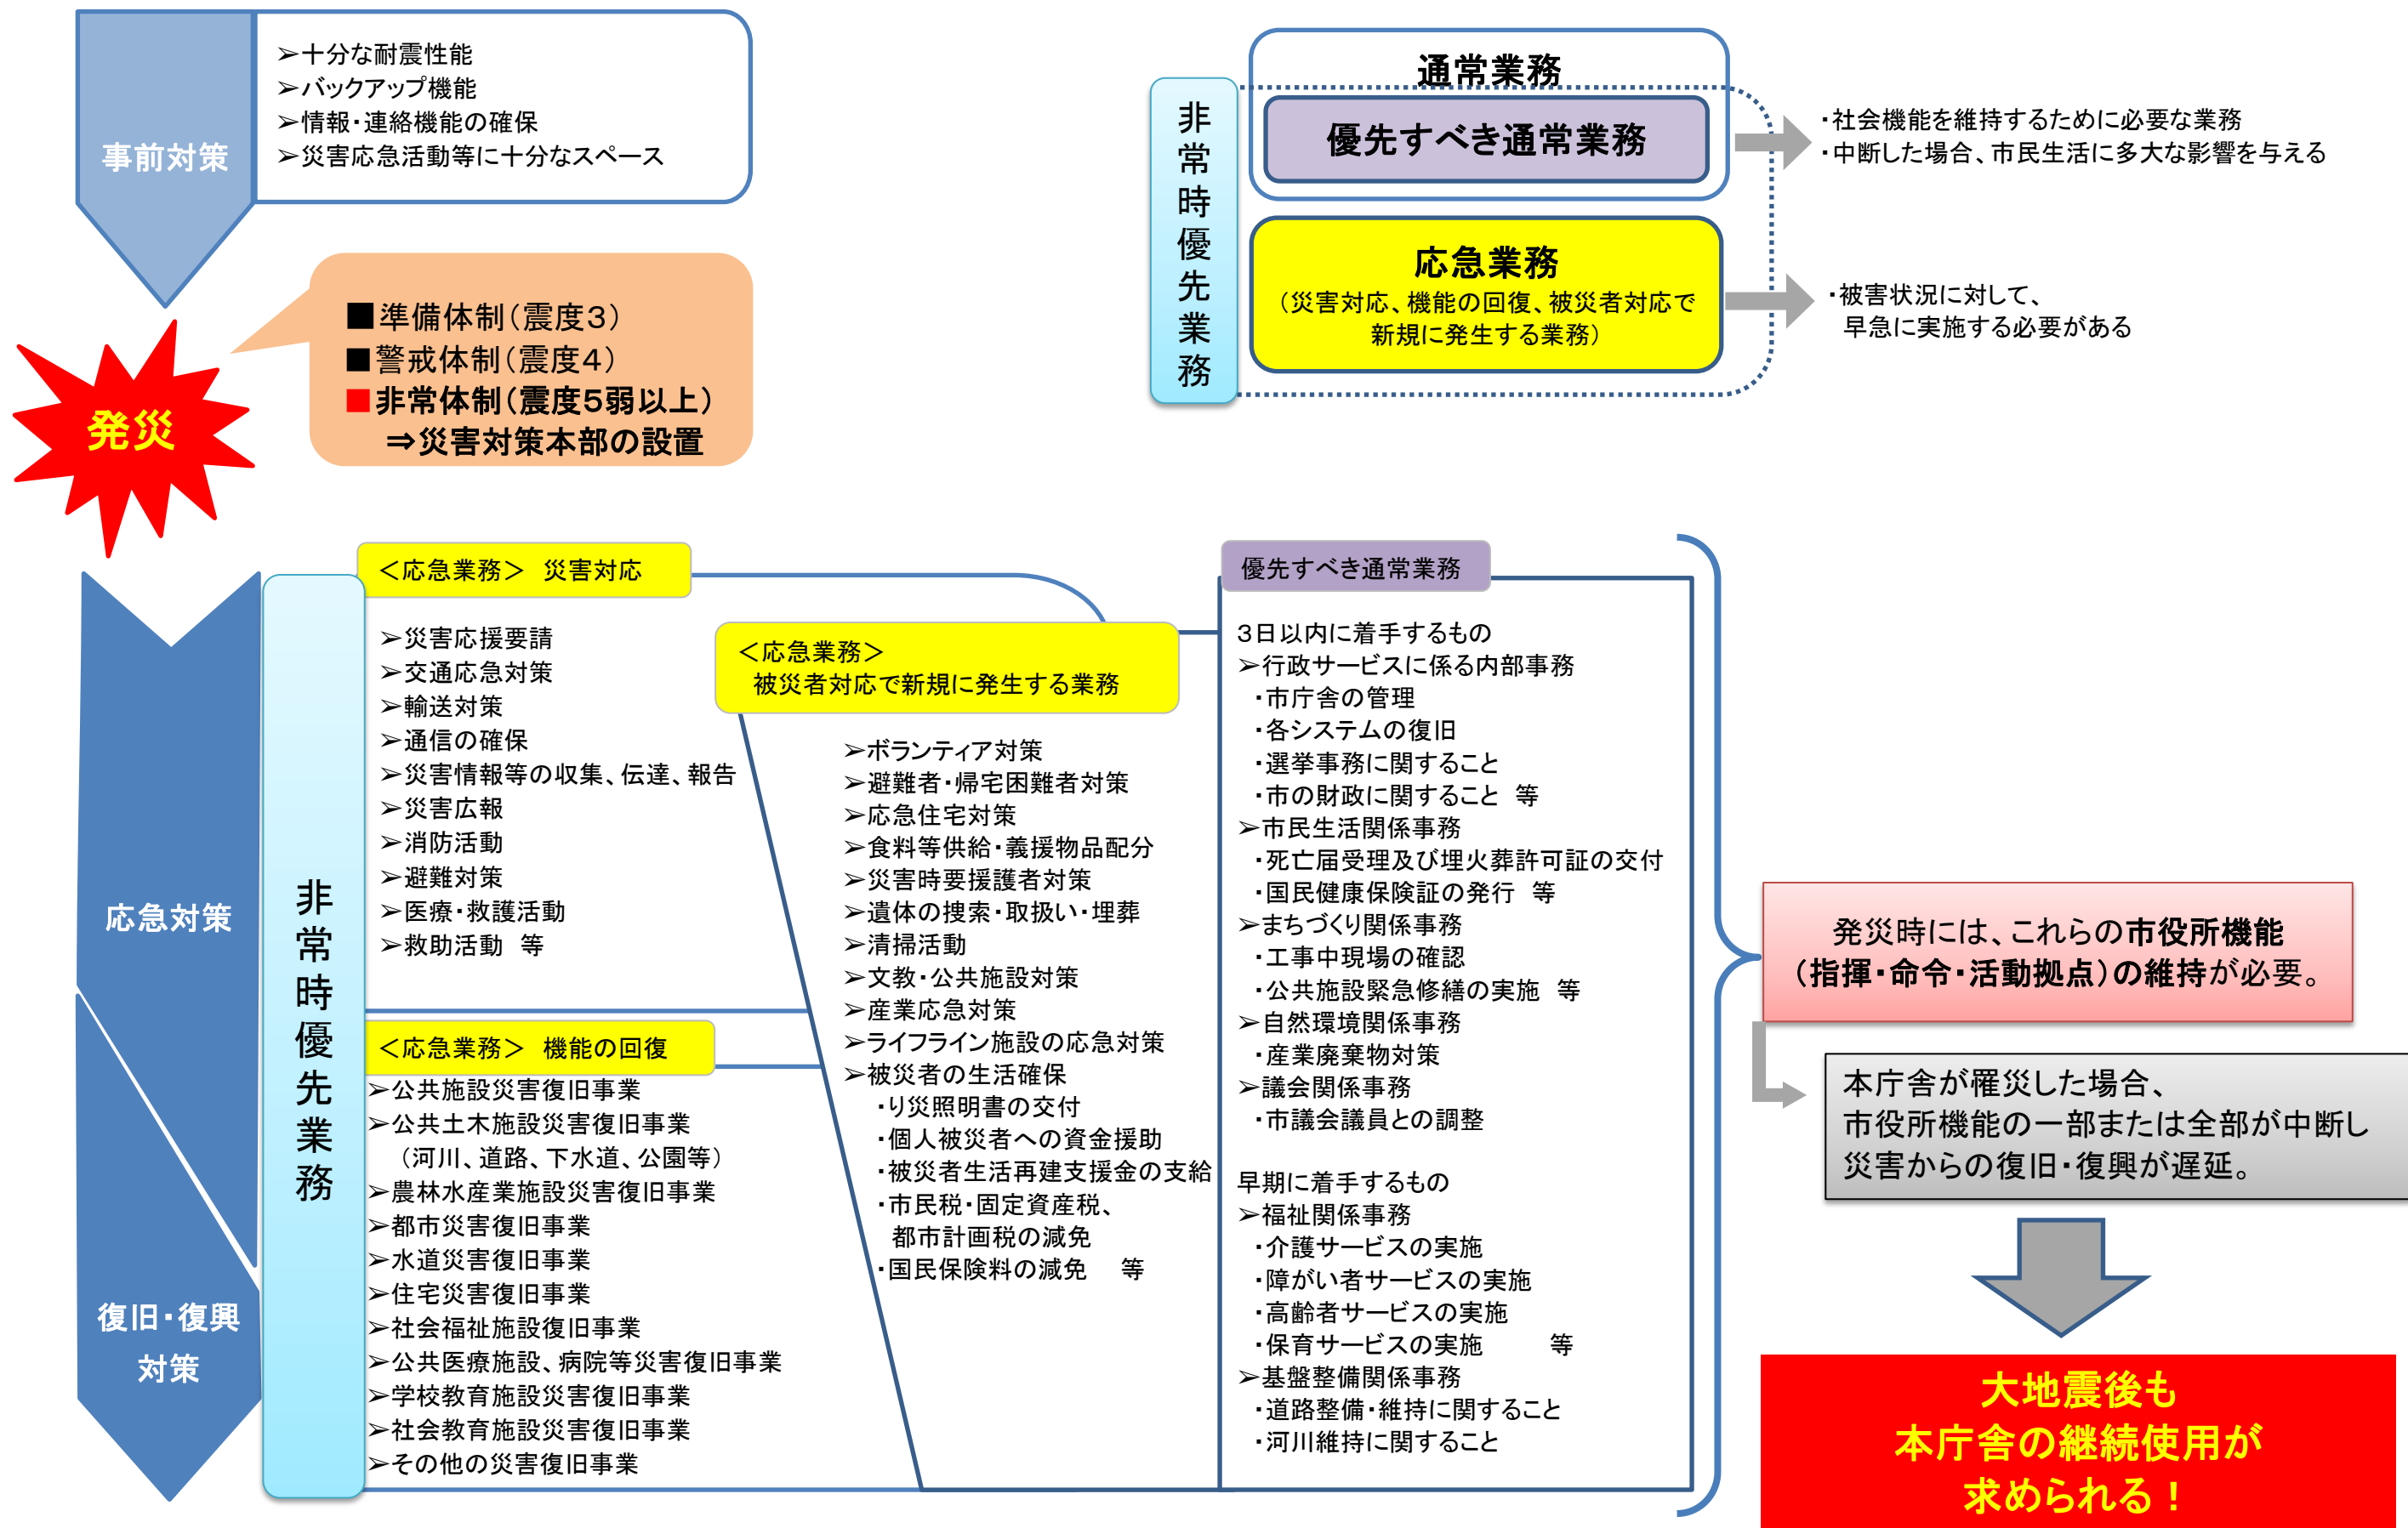 事前対策
➢十分な耐震性能
➢バックアップ機能
➢情報・連絡機能の確保
➢災害応急活動等に十分なスペース
非常時優先業務
通常業務
優先すべき通常業務
・社会機能を維持するために必要な業務
・中断した場合、市民生活に多大な影響を与える
応急業務
（災害対応、機能の回復、被災者対応で
新規に発生する業務）
・被害状況に対して、
早急に実施する必要がある
発災
■準備体制（震度３）
■警戒体制（震度４）
■非常体制（震度５弱以上）
⇒災害対策本部の設置
応急対策
復旧・復興
対策
非常時優先業務
＜応急業務＞　災害対応
➢災害応援要請
➢交通応急対策
➢輸送対策
➢通信の確保
➢災害情報等の収集、伝達、報告
➢災害広報
➢消防活動
➢避難対策
➢医療・救護活動
➢救助活動　等
＜応急業務＞　機能の回復
➢公共施設災害復旧事業
➢公共土木施設災害復旧事業
（河川、道路、下水道、公園等）
➢農林水産業施設災害復旧事業
➢都市災害復旧事業
➢水道災害復旧事業
➢住宅災害復旧事業
➢社会福祉施設復旧事業
➢公共医療施設、病院等災害復旧事業
➢学校教育施設災害復旧事業
➢社会教育施設災害復旧事業
➢その他の災害復旧事業
＜応急業務＞
被災者対応で新規に発生する業務
➢ボランティア対策
➢避難者・帰宅困難者対策
➢応急住宅対策
➢食料等供給・義援物品配分
➢災害時要援護者対策
➢遺体の捜索・取扱い・埋葬
➢清掃活動
➢文教・公共施設対策
➢産業応急対策
➢ライフライン施設の応急対策
➢被災者の生活確保
・り災照明書の交付
・個人被災者への資金援助
・被災者生活再建支援金の支給
・市民税・固定資産税、
都市計画税の減免
・国民保険料の減免　等
優先すべき通常業務
３日以内に着手するもの
➢行政サービスに係る内部事務
・市庁舎の管理
・各システムの復旧
・選挙事務に関すること
・市の財政に関すること　等
➢市民生活関係事務
・死亡届受理及び埋火葬許可証の交付
・国民健康保険証の発行　等
➢まちづくり関係事務
・工事中現場の確認
・公共施設緊急修繕の実施　等
➢自然環境関係事務
・産業廃棄物対策
➢議会関係事務
・市議会議員との調整
早期に着手するもの
➢福祉関係事務
・介護サービスの実施
・障がい者サービスの実施
・高齢者サービスの実施
・保育サービスの実施　　等
➢基盤整備関係事務
・道路整備・維持に関すること
・河川維持に関すること
発災時には、これらの市役所機能
（指揮・命令・活動拠点）の維持が必要。
本庁舎が罹災した場合、
市役所機能の一部または全部が中断し
災害からの復旧・復興が遅延。
大地震後も
本庁舎の継続使用が
求められる！